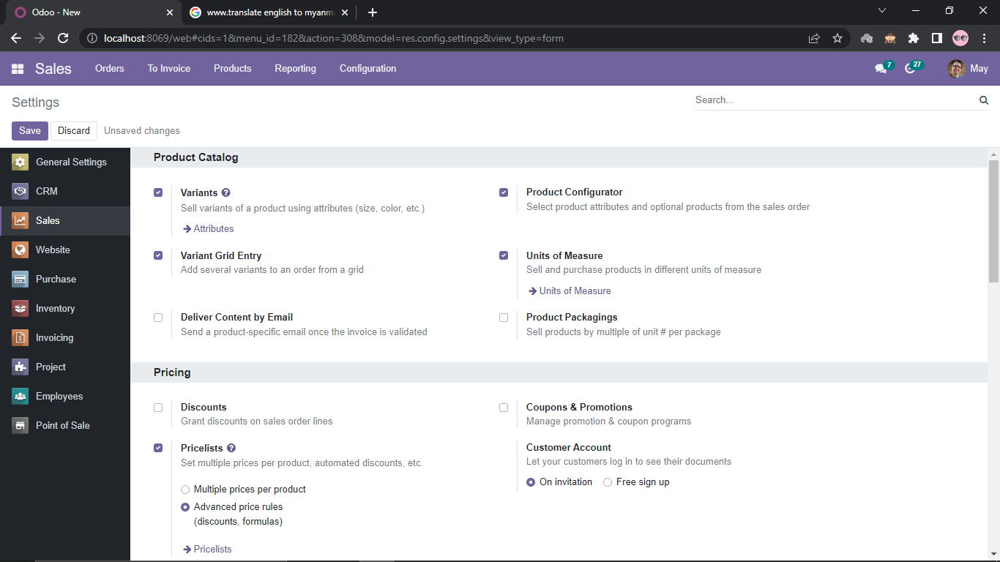 Odoo - New
www.translate english to myanma
localhost:8069/web#cids=1&menu_id=182&action=308&model=res.config.settings&view_type=form
Sales
Orders
To Invoice
Products
Reporting
Configuration
7
27
May
Settings
Search...
Save
Discard
Unsaved changes
General Settings
CRM
Sales
Website
Purchase
Inventory
Invoicing
Project
Employees
Point of Sale
Product Catalog
Variants
Sell variants of a product using attributes (size, color, etc.)
Attributes
Product Configurator
Select product attributes and optional products from the sales order
Variant Grid Entry
Add several variants to an order from a grid
Units of Measure
Sell and purchase products in different units of measure
Units of Measure
Deliver Content by Email
Send a product-specific email once the invoice is validated
Product Packagings
Sell products by multiple of unit # per package
Pricing
Discounts
Grant discounts on sales order lines
Coupons & Promotions
Manage promotion & coupon programs
Pricelists
Set multiple prices per product, automated discounts, etc.
Multiple prices per product
Advanced price rules
(discounts, formulas)
Pricelists
Customer Account
Let your customers log in to see their documents
On invitation
Free sign up